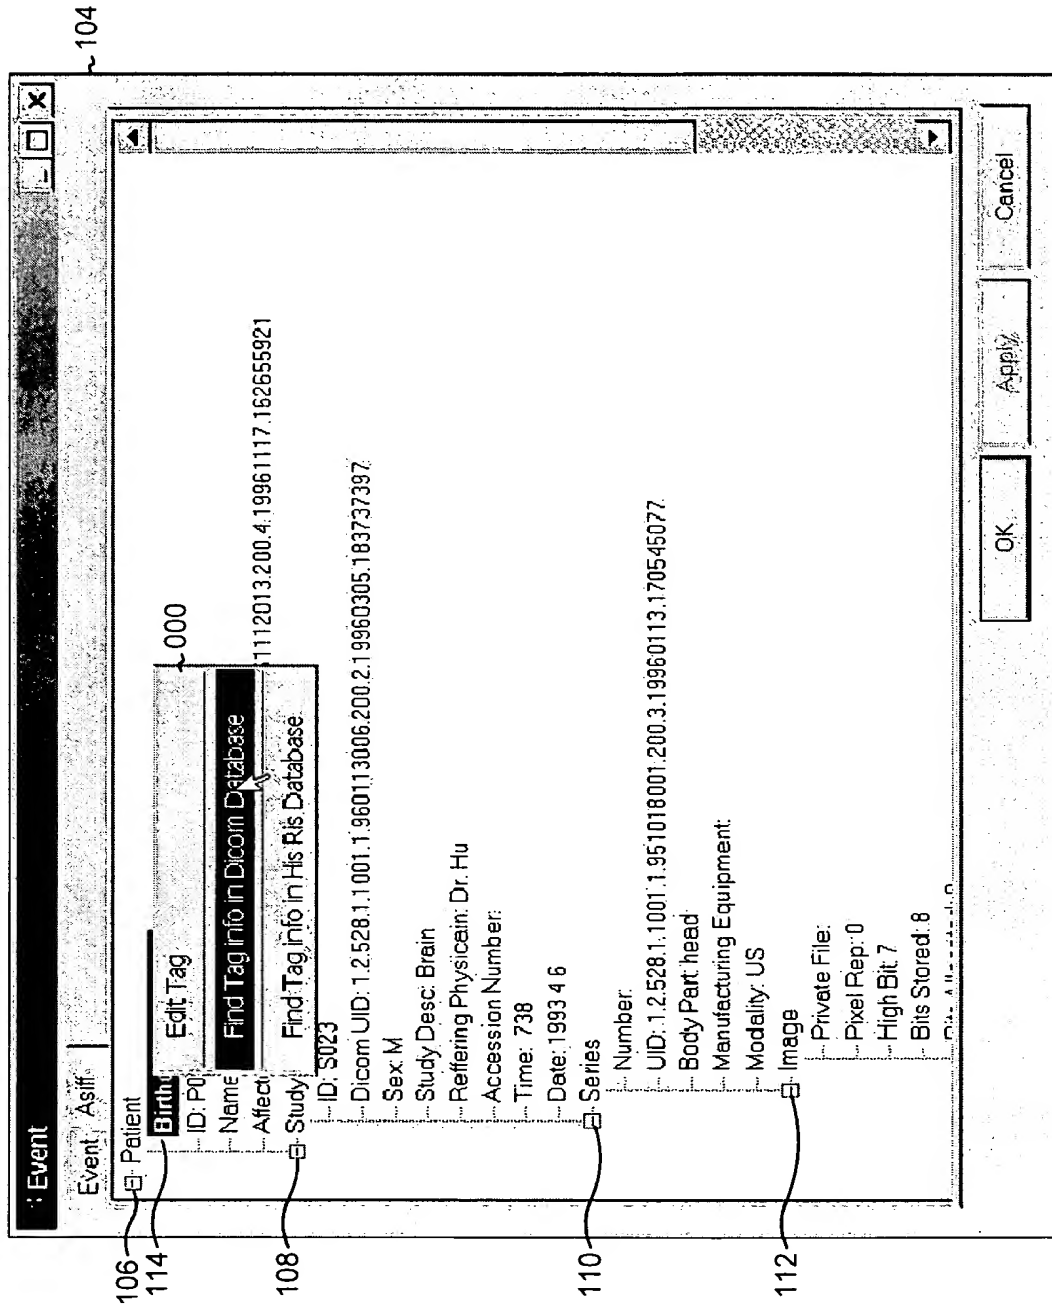 104
Event
Event
Asiff
106
Patient
114
000
Edit Tag
Find Tag info in Dicom Database
Find Tag info in His Ris Database
ID: P0
Name
1112013.200.4.19961117.162655921
108
Study
ID: S023
Dicom UID: 1.2.528.1.1001.1.960113006.200.2.19960305.183737397
Sex: M
Study Desc: Brain
Reffering Physicain: Dr. Hu
Accession Number:
Time: 738
Date: 1993 4 6
110
Series
Number:
UID: 1.2.528.1.1001.1.951018001.200.3.19960113.170545077
Body Part: head
Manufacturing Equipment:
Modality: US
112
Image
Private File:
Pixel Rep: 0
High Bit: 7
Bits Stored: 8
OK
Apply
Cancel